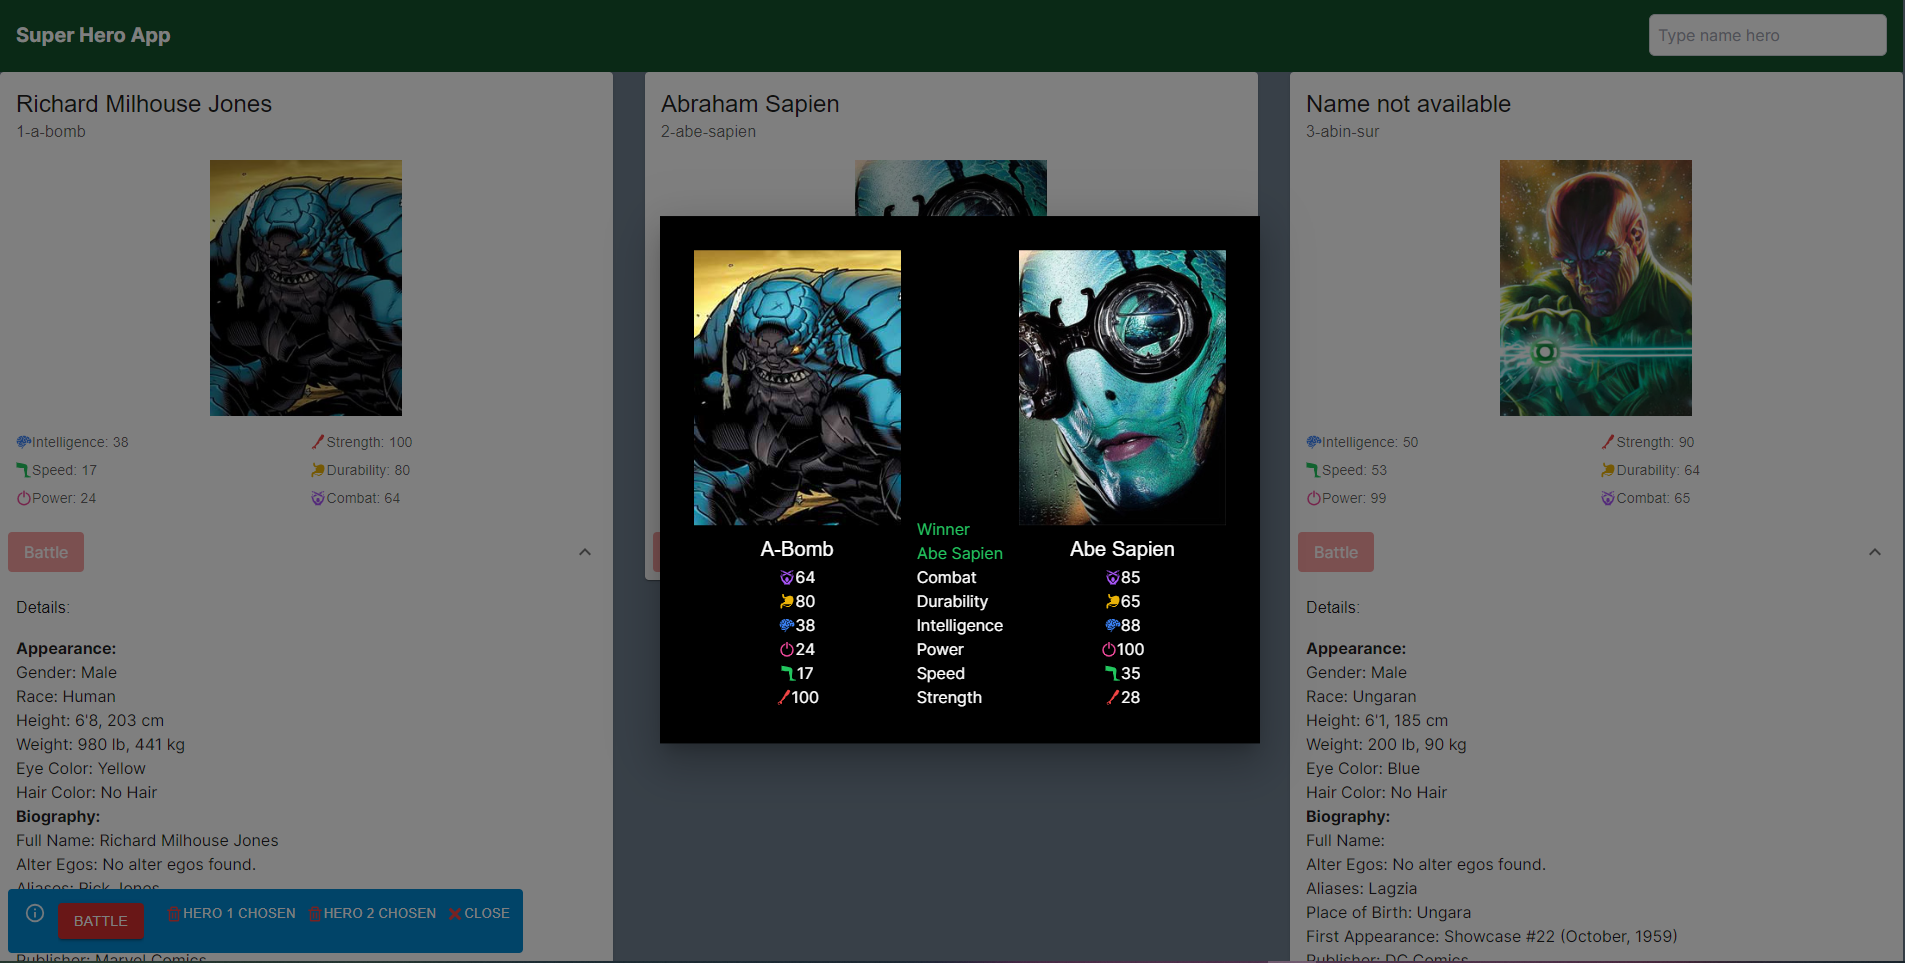 Super Hero App
Type name hero
Richard Milhouse Jones
1-a-bomb
Intelligence: 38
Strength: 100
Speed: 17
Durability: 80
Power: 24
Combat: 64
Battle
Details:
Appearance:
Gender: Male
Race: Human
Height: 6'8, 203 cm
Weight: 980 lb, 441 kg
Eye Color: Yellow
Hair Color: No Hair
Biography:
Full Name: Richard Milhouse Jones
Alter Egos: No alter egos found.
Aliases: Rick Jones
Publisher: Marvel Comics
BATTLE
HERO 1 CHOSEN
HERO 2 CHOSEN
CLOSE
Abraham Sapien
2-abe-sapien
Winner
Abe Sapien
A-Bomb
Abe Sapien
64 Combat 85
80 Durability 65
38 Intelligence 88
24 Power 100
17 Speed 35
100 Strength 28
Name not available
3-abin-sur
Intelligence: 50
Strength: 90
Speed: 53
Durability: 64
Power: 99
Combat: 65
Battle
Details:
Appearance:
Gender: Male
Race: Ungaran
Height: 6'1, 185 cm
Weight: 200 lb, 90 kg
Eye Color: Blue
Hair Color: No Hair
Biography:
Full Name:
Alter Egos: No alter egos found.
Aliases: Lagzia
Place of Birth: Ungara
First Appearance: Showcase #22 (October, 1959)
Publisher: DC Comics